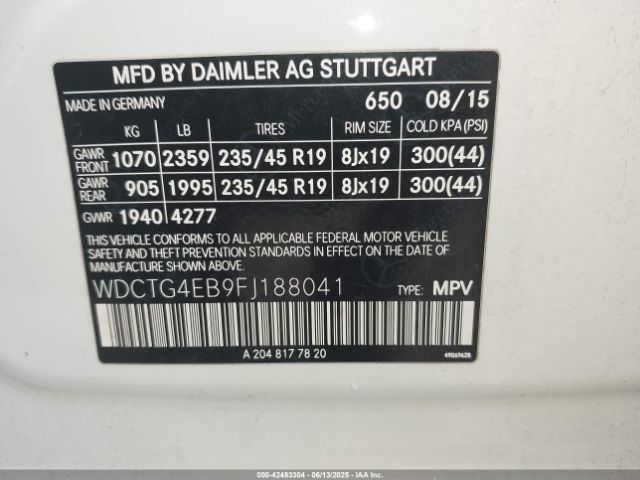 MFD BY DAIMLER AG STUTTGART
MADE IN GERMANY 650 08/15
KG LB TIRES RIM SIZE COLD KPA (PSI)
GAWR FRONT 1070 2359 235/45 R19 8Jx19 300(44)
GAWR REAR 905 1995 235/45 R19 8Jx19 300(44)
GVWR 1940 4277
THIS VEHICLE CONFORMS TO ALL APPLICABLE FEDERAL MOTOR VEHICLE
SAFETY AND THEFT PREVENTION STANDARDS IN EFFECT ON THE DATE OF
MANUFACTURE SHOWN ABOVE.
WDCTG4EB9FJ188041 TYPE: MPV
A 204 817 78 20 49069628
000-42493304 - 06/13/2025 - IAAI.com